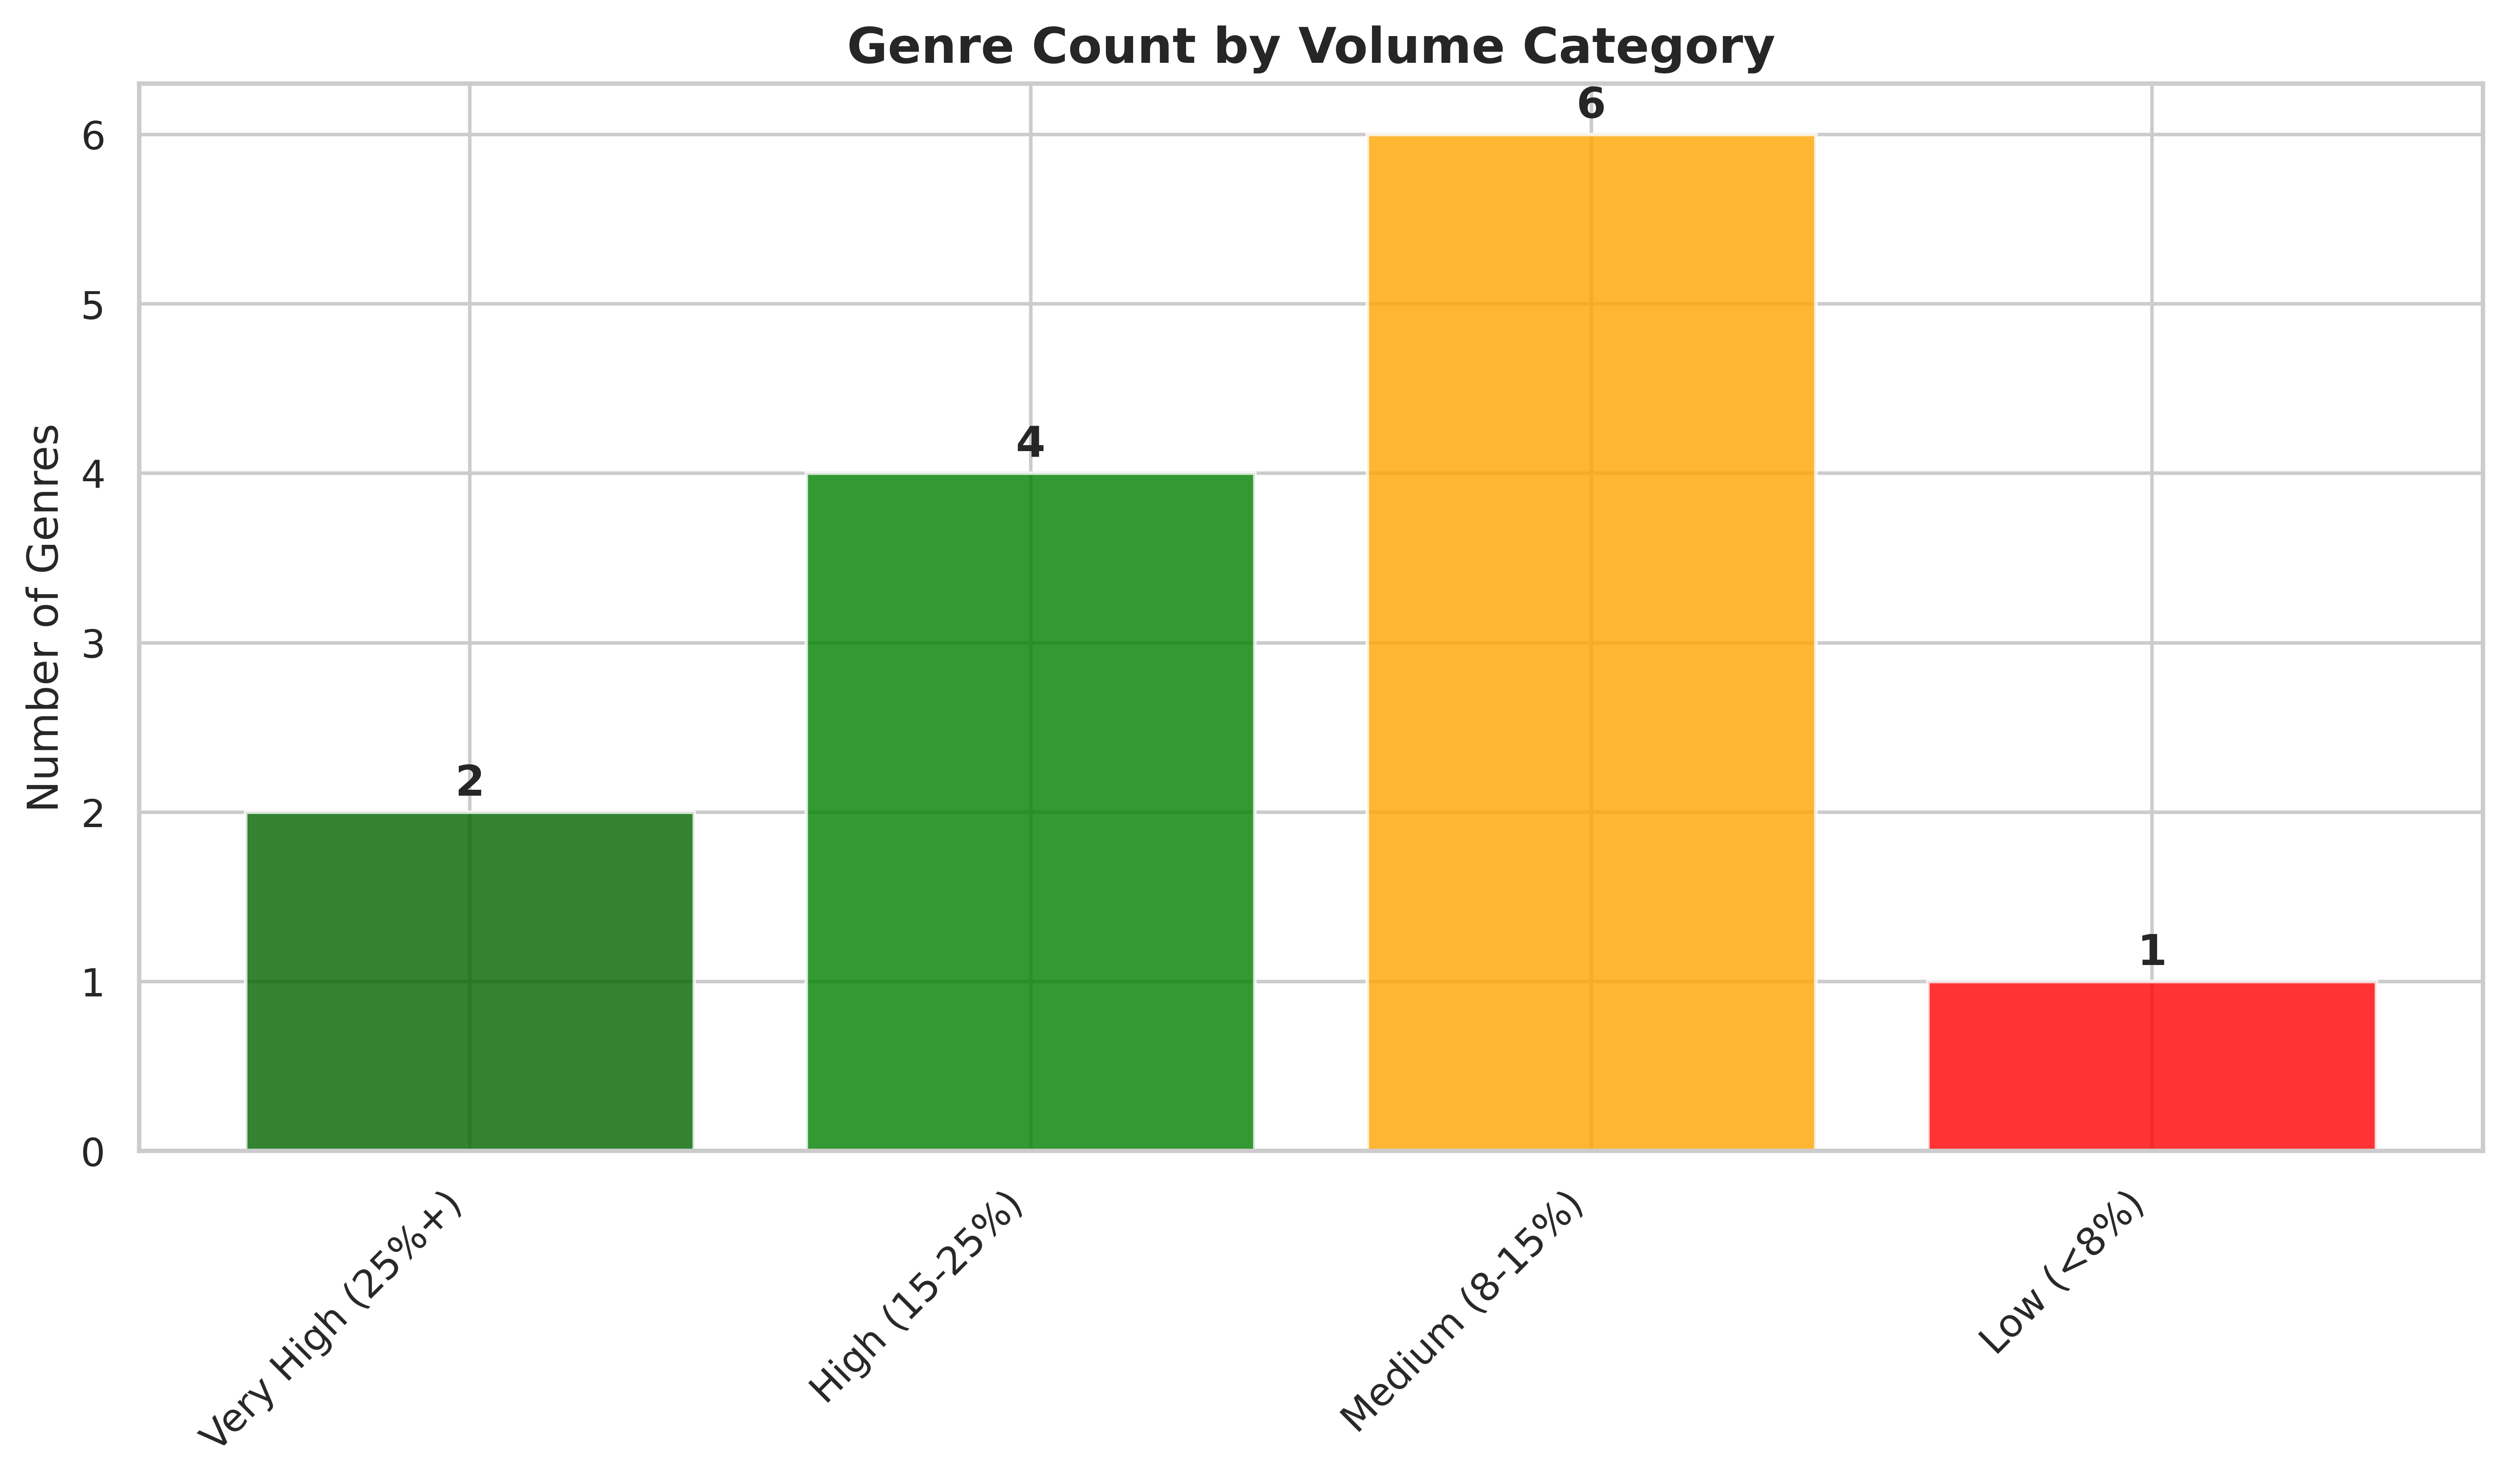 Genre Count by Volume Category
Number of Genres
6
5
4
3
2
1
0
2
4
6
1
Very High (25%+)
High (15-25%)
Medium (8-15%)
Low (<8%)